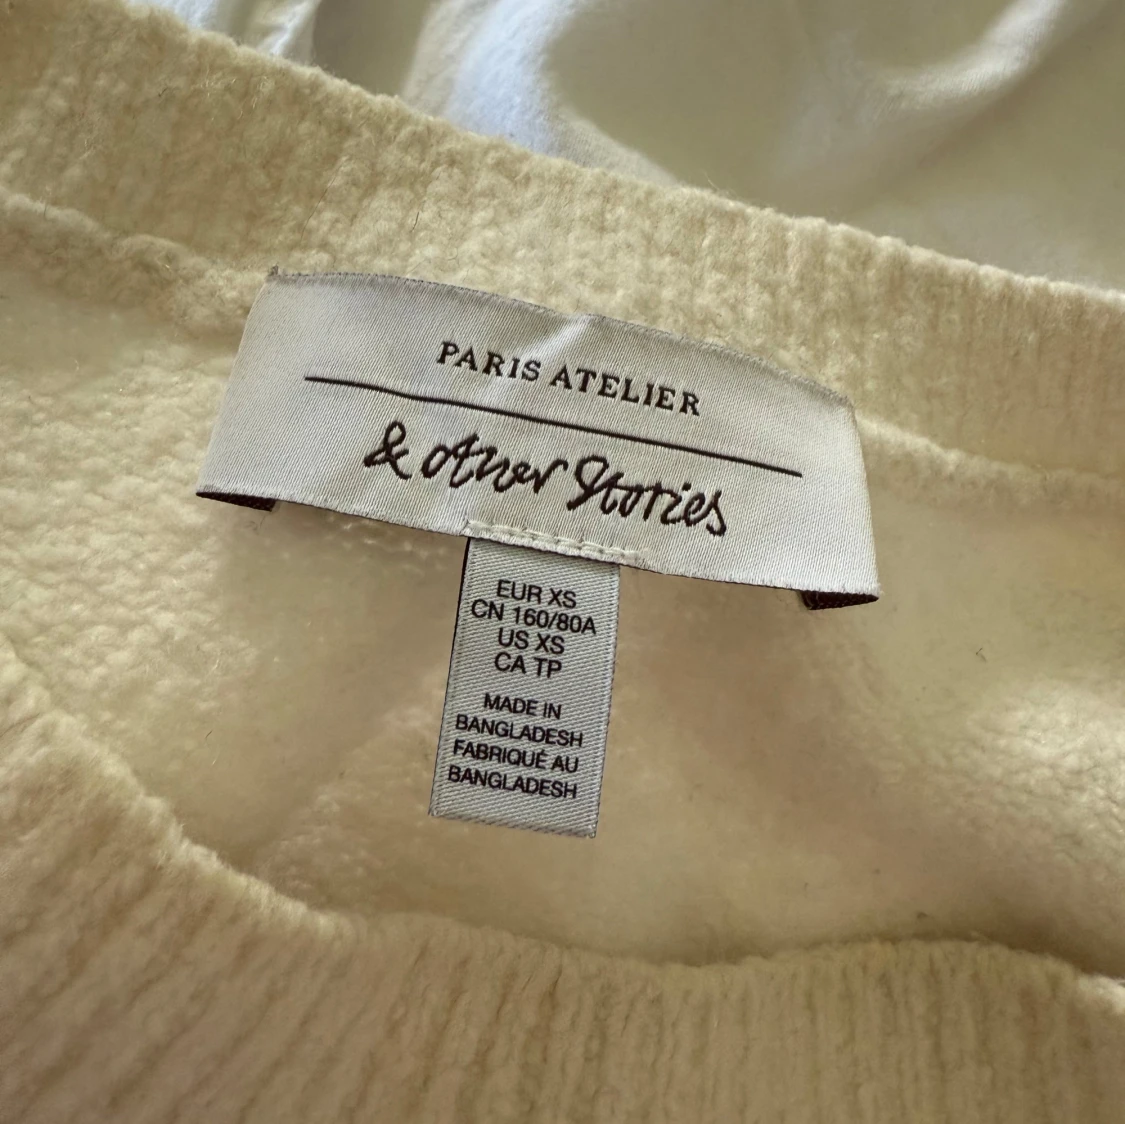 PARIS ATELIER
& other Stories
EUR XS
CN 160/80A
US XS
CA TP
MADE IN
BANGLADESH
FABRIQUÉ AU
BANGLADESH